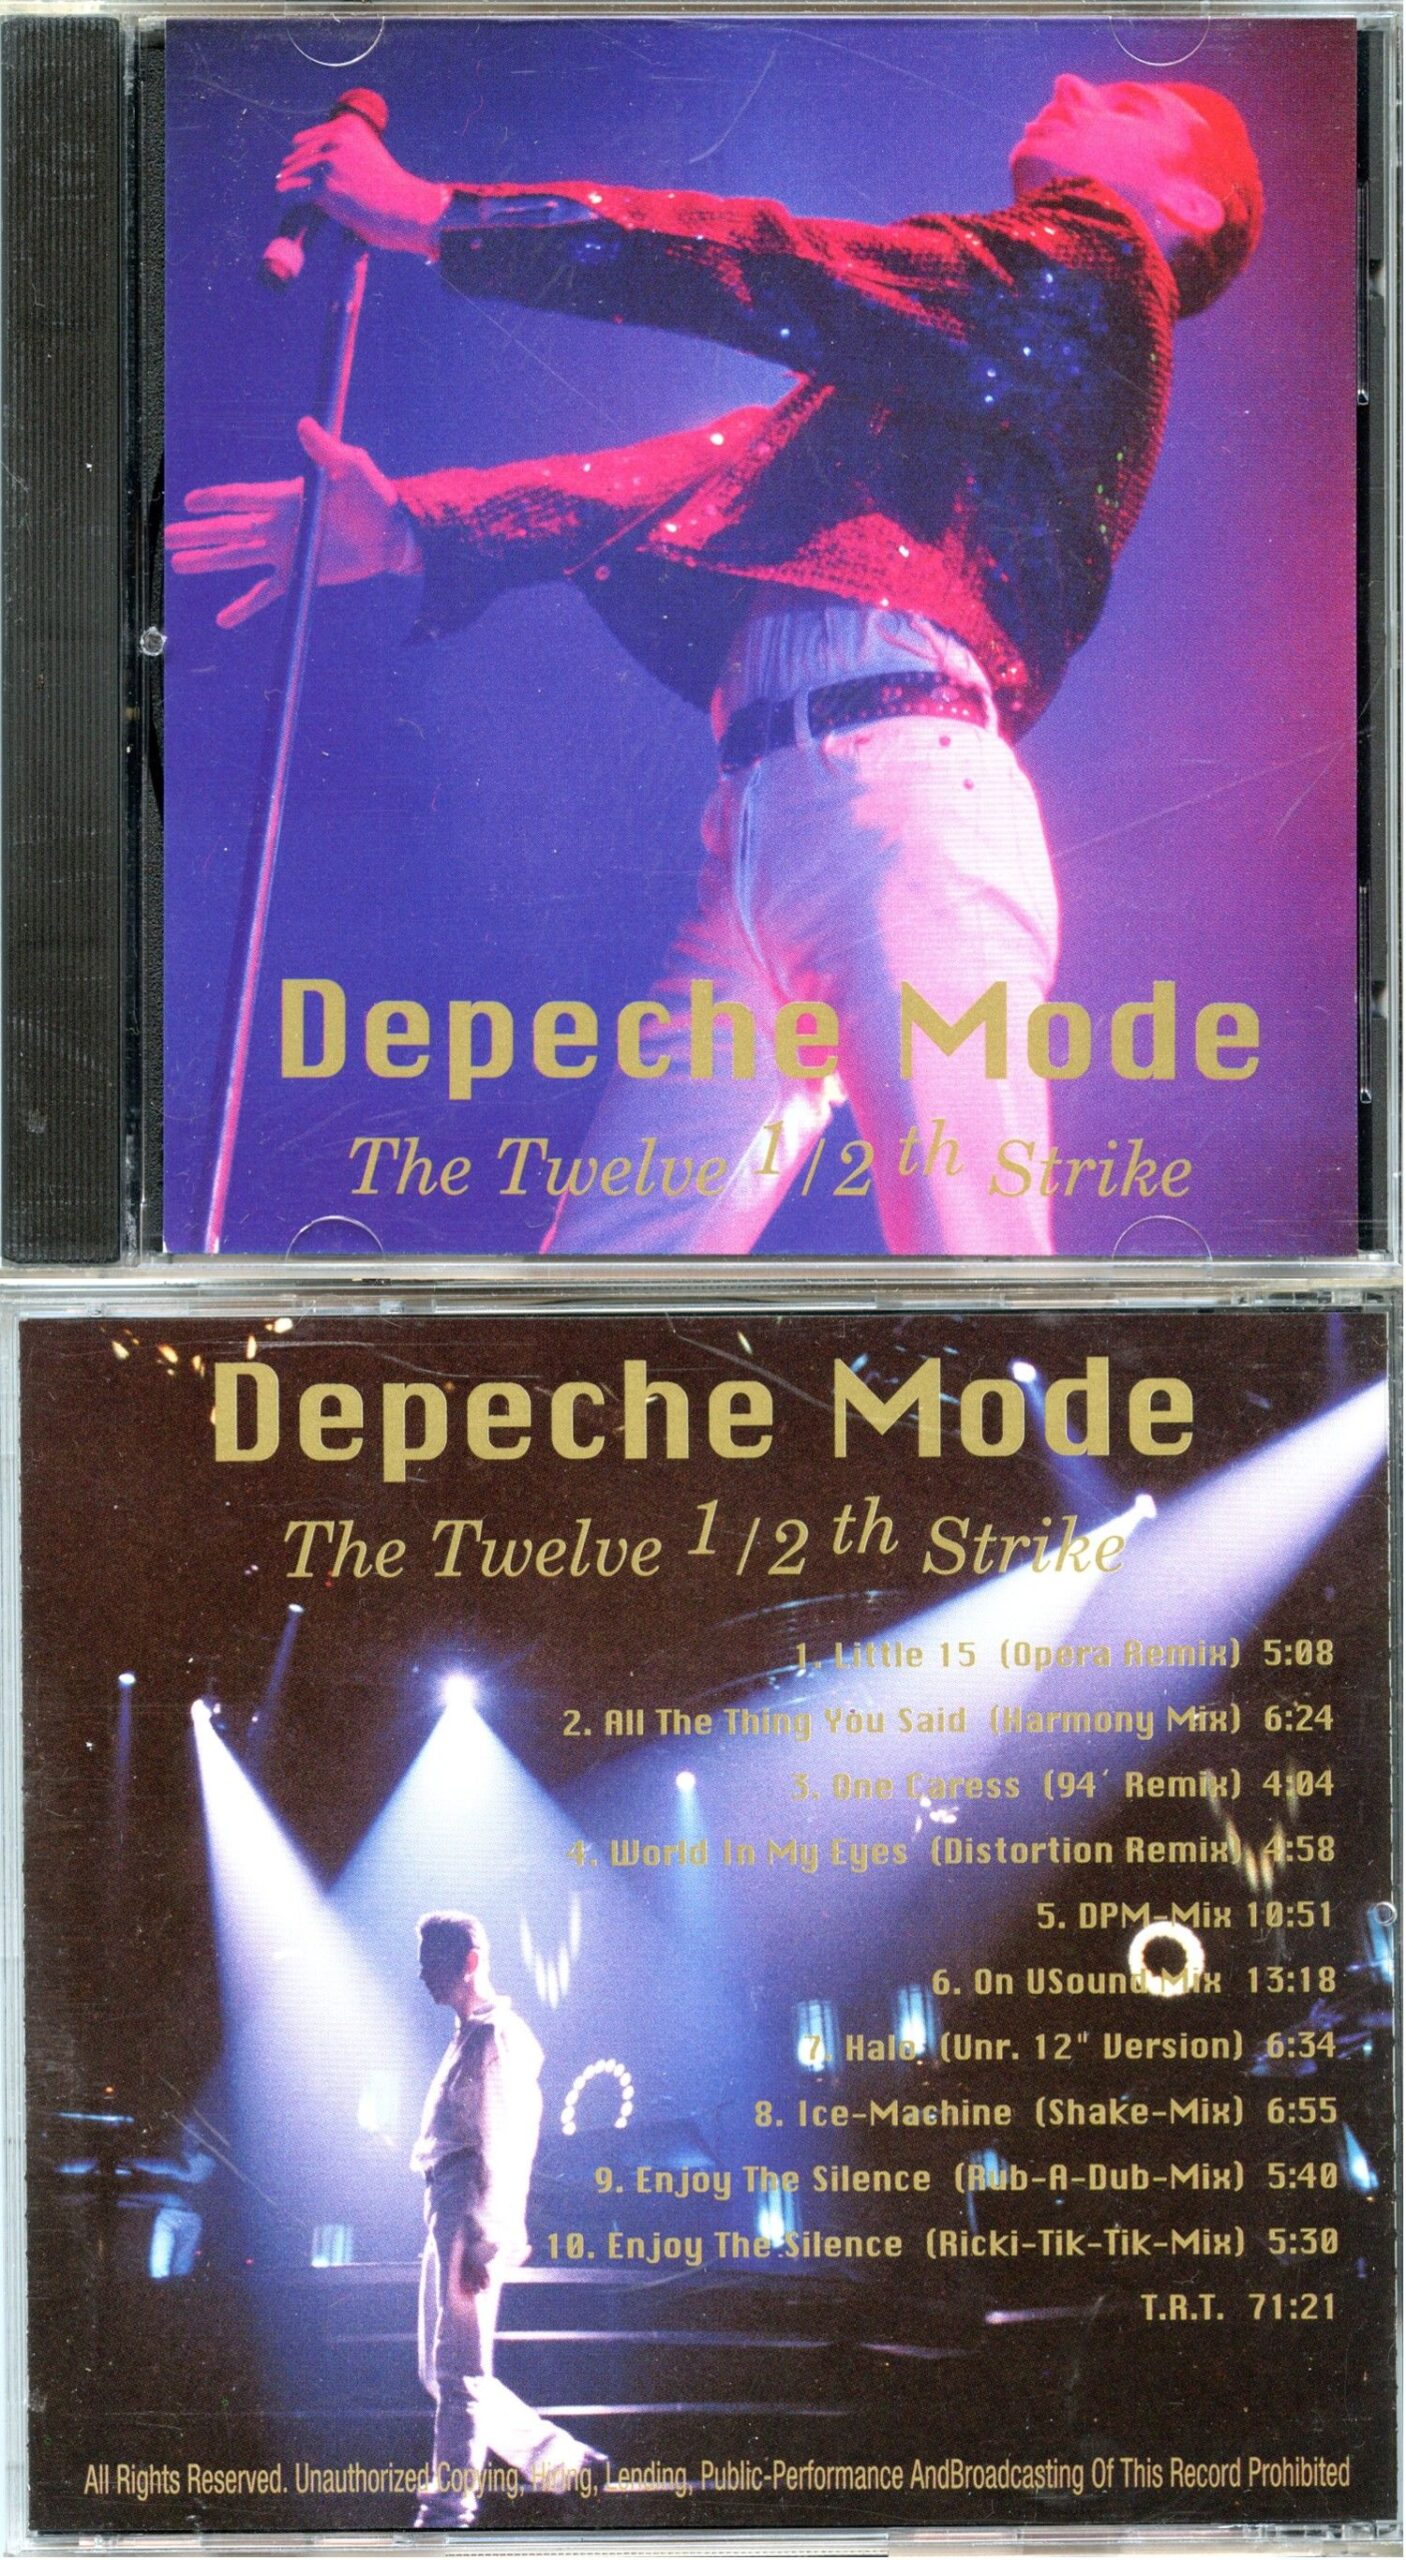 Depeche Mode
The Twelve 1/2 th Strike
Depeche Mode
The Twelve 1/2 th Strike
1. Little 15 (Opera Remix) 5:08
2. All The Thing You Said (Harmony Mix) 6:24
3. One Caress (94´ Remix) 4:04
4. World In My Eyes (Distortion Remix) 4:58
5. DPM-Mix 10:51
6. On USound Mix 13:18
7. Halo (Unr. 12" Version) 6:34
8. Ice-Machine (Shake-Mix) 6:55
9. Enjoy The Silence (Rub-A-Dub-Mix) 5:40
10. Enjoy The Silence (Ricki-Tik-Tik-Mix) 5:30
T.R.T. 71:21
All Rights Reserved. Unauthorized Copying, Hiring, Lending, Public-Performance AndBroadcasting Of This Record Prohibited